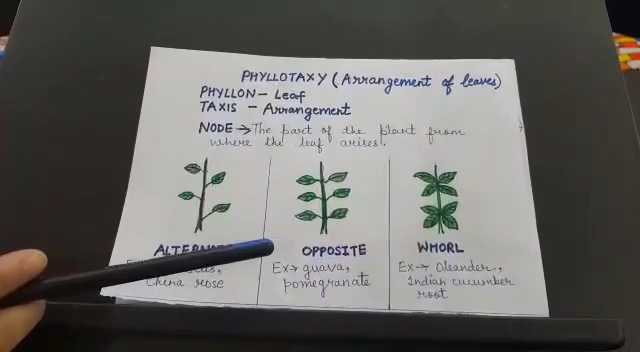 PHYLLOTAXY (Arrangement of leaves)
PHYLLON - Leaf
TAXIS - Arrangement
NODE → The part of the plant from
where the leaf arises.
OPPOSITE
Ex → guava,
pomegranate
WHORL
Ex → Oleander,
Indian cucumber
root
China rose